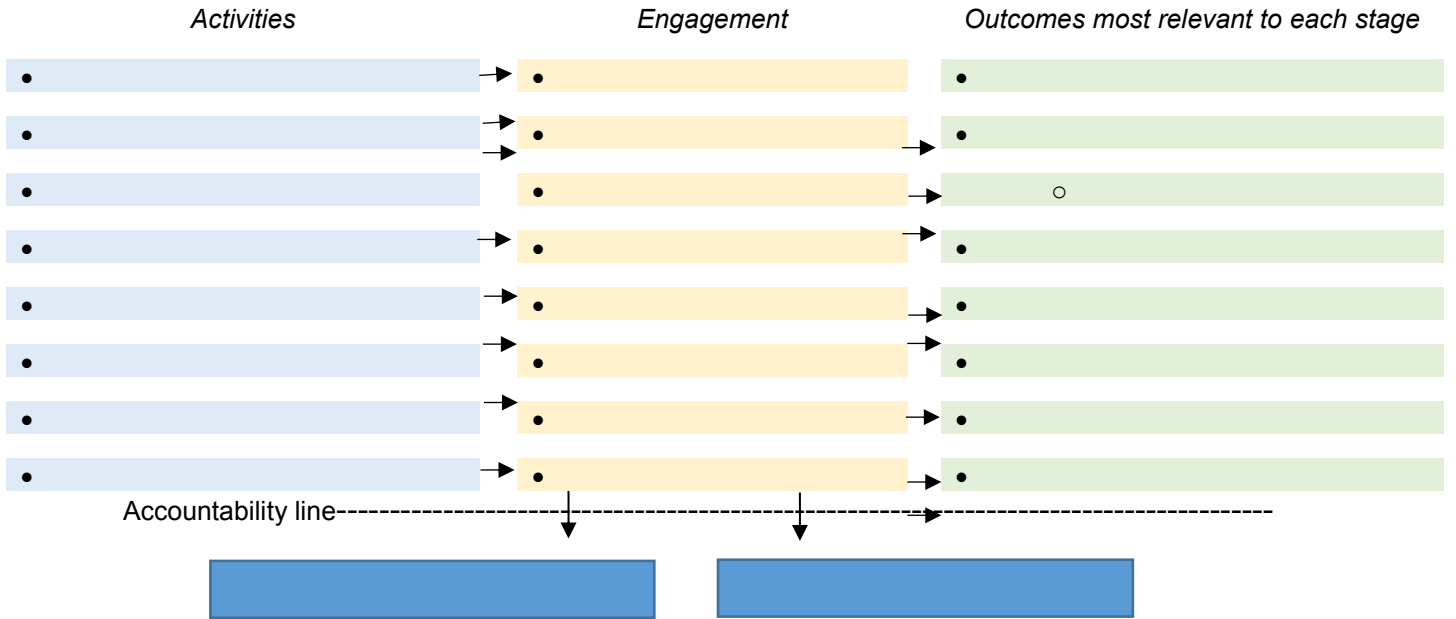 Activities
Engagement
Outcomes most relevant to each stage
Accountability line